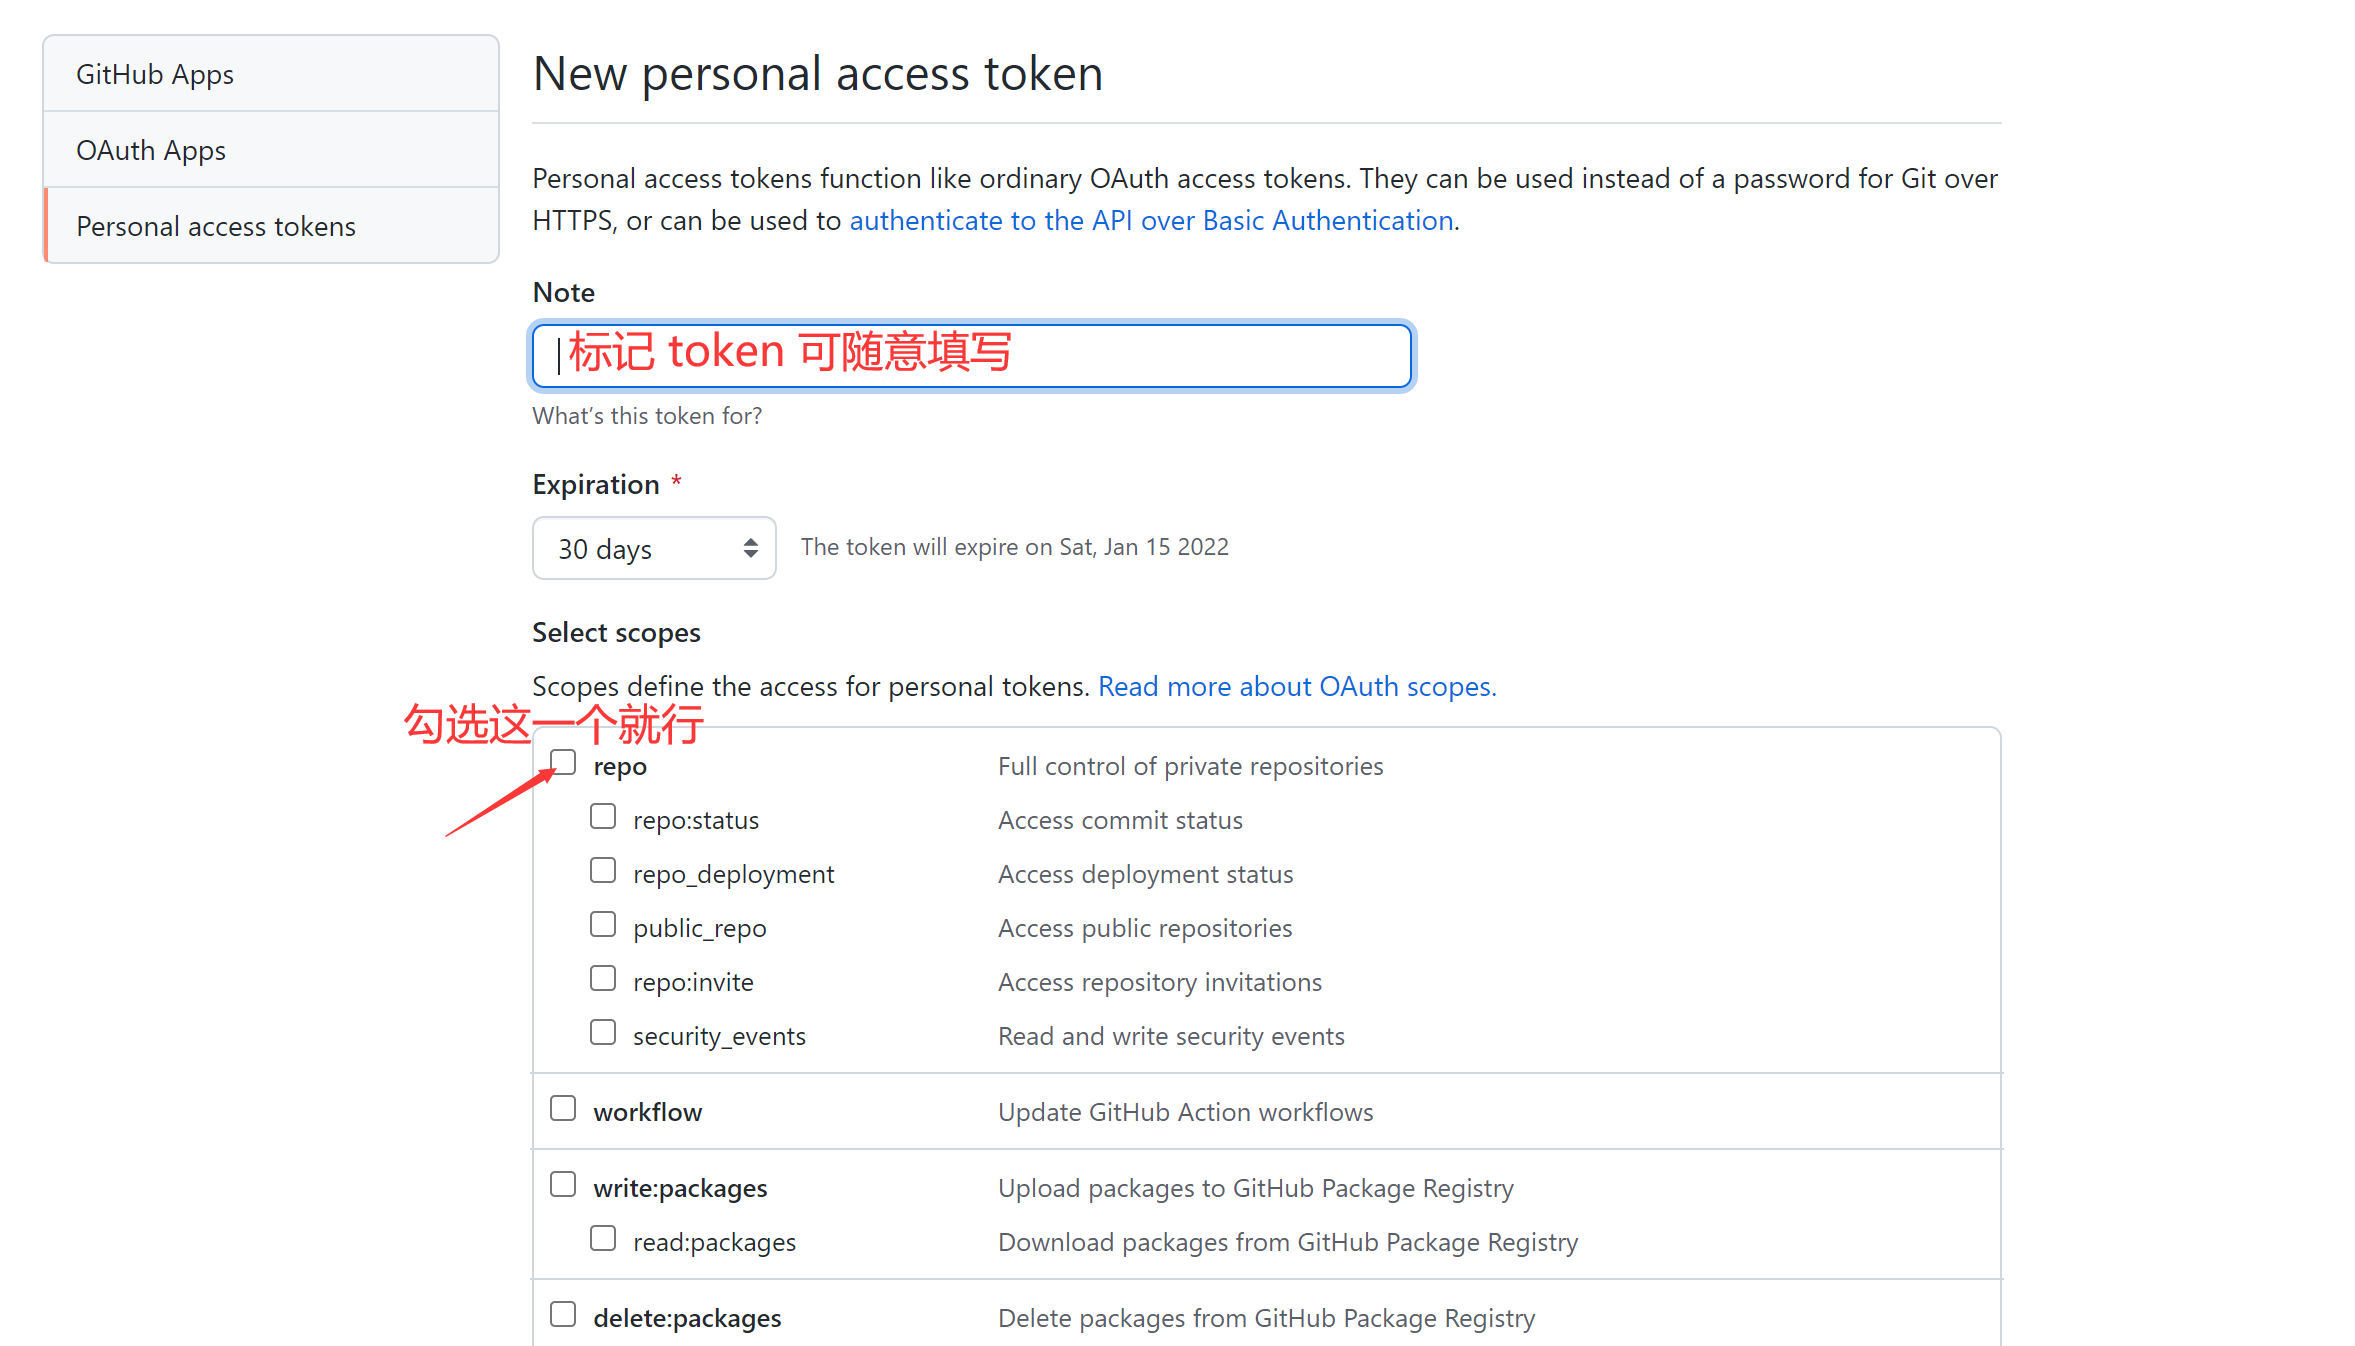 GitHub Apps
OAuth Apps
Personal access tokens
New personal access token
Personal access tokens function like ordinary OAuth access tokens. They can be used instead of a password for Git over
HTTPS, or can be used to authenticate to the API over Basic Authentication.
Note
标记 token 可随意填写
What's this token for?
Expiration *
30 days
The token will expire on Sat, Jan 15 2022
Select scopes
Scopes define the access for personal tokens. Read more about OAuth scopes.
勾选这一个就行
repo Full control of private repositories
repo:status Access commit status
repo_deployment Access deployment status
public_repo Access public repositories
repo:invite Access repository invitations
security_events Read and write security events
workflow Update GitHub Action workflows
write:packages Upload packages to GitHub Package Registry
read:packages Download packages from GitHub Package Registry
delete:packages Delete packages from GitHub Package Registry